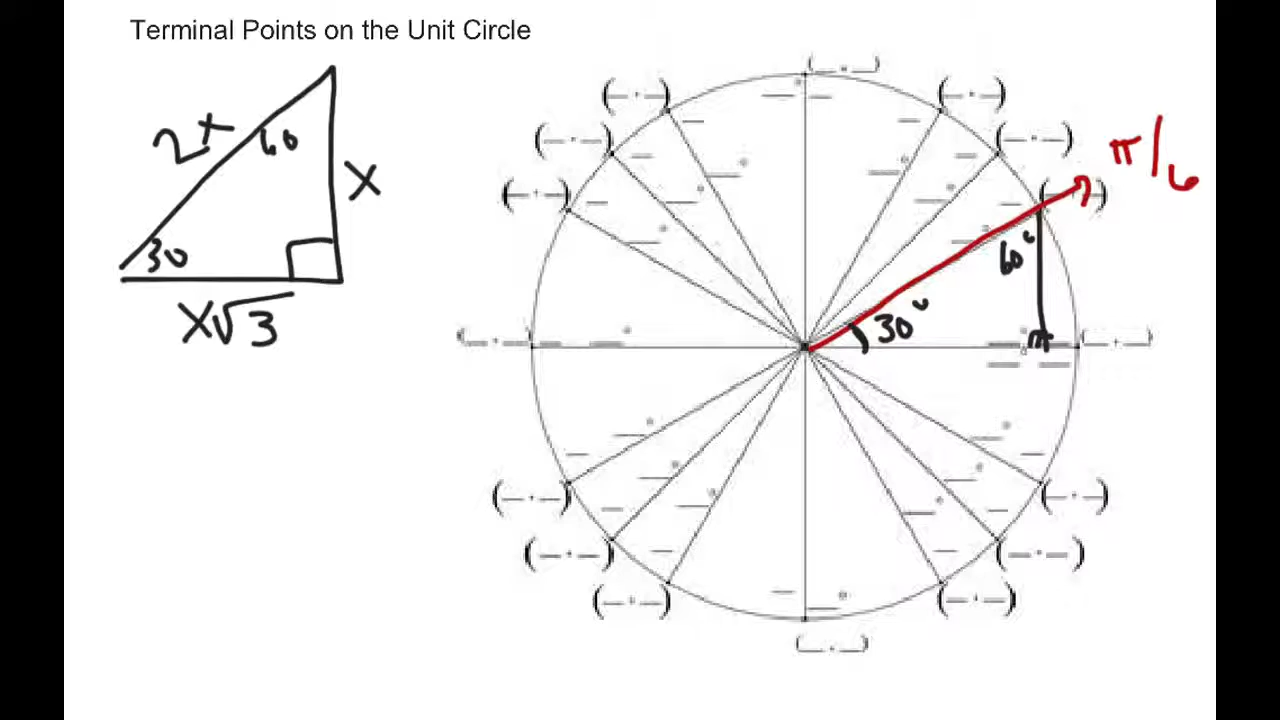 Terminal Points on the Unit Circle
2x
60
x
30
x√3
π/6
60°
30°